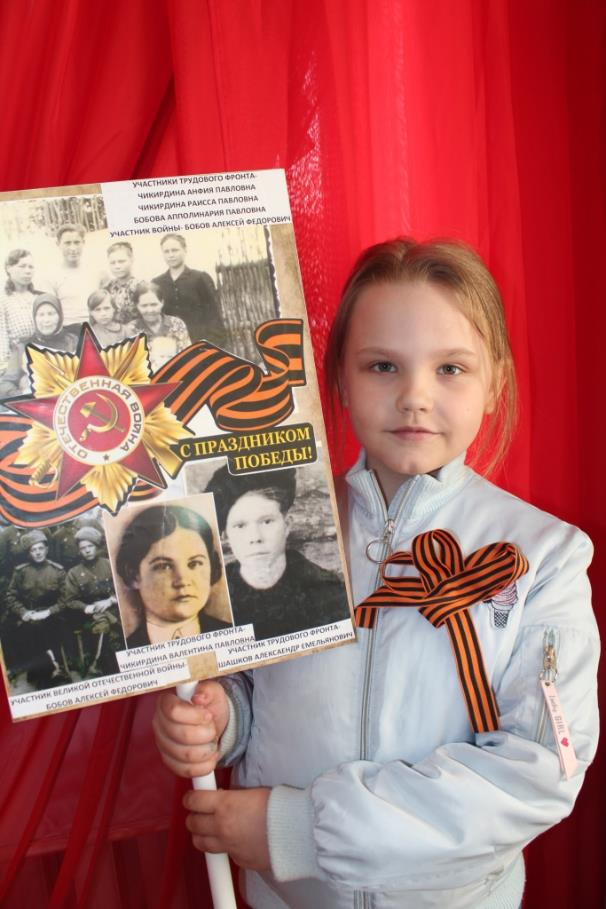 УЧАСТНИКИ ТРУДОВОГО ФРОНТА-
ЧИКИРДИНА АНФИЯ ПАВЛОВНА
ЧИКИРДИНА РАИССА ПАВЛОВНА
БОБОВА АППОЛИНАРИЯ ПАВЛОВНА
УЧАСТНИК ВОЙНЫ- БОБОВ АЛЕКСЕЙ ФЕДОРОВИЧ
ОТЕЧЕСТВЕННАЯ ВОЙНА
С ПРАЗДНИКОМ
ПОБЕДЫ!
УЧАСТНИК ТРУДОВОГО ФРОНТА-
ЧИКИРДИНА ВАЛЕНТИНА ПАВЛОВНА
УЧАСТНИК ТРУДОВОГО ФРОНТА-
ШАШКОВ АЛЕКСАЕНДР ЕМЕЛЬЯНОВИЧ
УЧАСТНИК ВЕЛИКОЙ ОТЕЧЕСТВЕННОЙ ВОЙНЫ-
БОБОВ АЛЕКСЕЙ ФЕДОРОВИЧ
GIRL